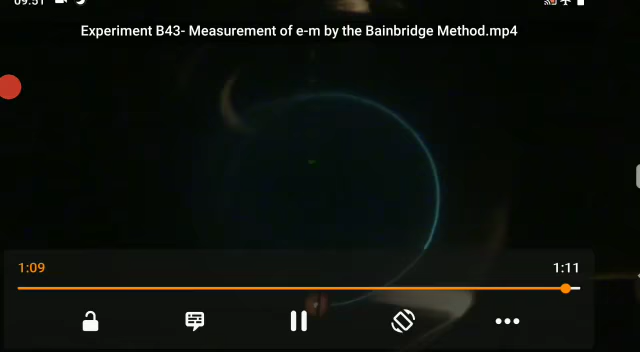 09:51
Experiment B43- Measurement of e-m by the Bainbridge Method.mp4
1:09
1:11